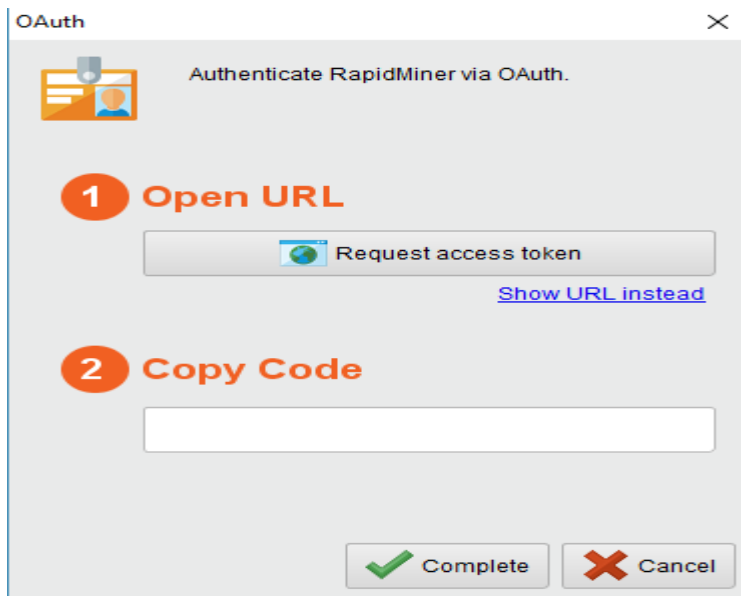 OAuth
Authenticate RapidMiner via OAuth.
1 Open URL
Request access token
Show URL instead
2 Copy Code
Complete Cancel